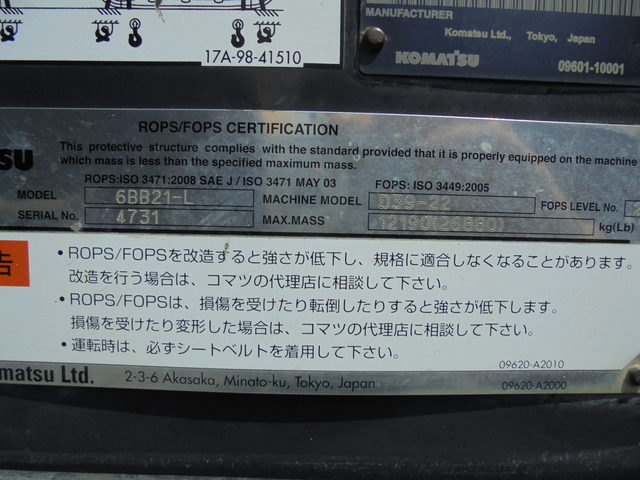 17A-98-41510
MANUFACTURER
Komatsu Ltd., Tokyo, Japan
KOMATSU
09601-10001
ROPS/FOPS CERTIFICATION
This protective structure complies with the standard provided that it is properly equipped on the machine
which mass is less than the specified maximum mass.
ROPS:ISO 3471:2008 SAE J / ISO 3471 MAY 03
FOPS: ISO 3449:2005
MODEL 6BB21-L MACHINE MODEL D39-22 FOPS LEVEL No. 2
SERIAL No. 4731 MAX.MASS 12190(26880) kg(Lb)
告
・ROPS/FOPSを改造すると強さが低下し、規格に適合しなくなることがあります。
改造を行う場合は、コマツの代理店に相談して下さい。
・ROPS/FOPSは、損傷を受けたり転倒したりすると強さが低下します。
損傷を受けたり変形した場合は、コマツの代理店に相談して下さい。
・運転時は、必ずシートベルトを着用して下さい。
09620-A2010
matsu Ltd. 2-3-6 Akasaka, Minato-ku, Tokyo, Japan 09620-A2000